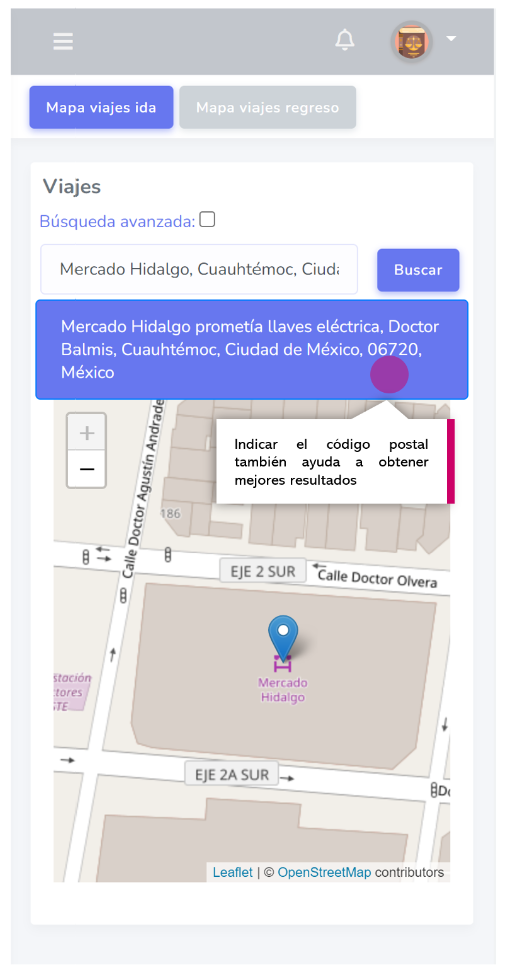 Mapa viajes ida
Mapa viajes regreso
Viajes
Búsqueda avanzada:
Mercado Hidalgo, Cuauhtémoc, Ciuda
Buscar
Mercado Hidalgo prometía llaves eléctrica, Doctor
Balmis, Cuauhtémoc, Ciudad de México, 06720,
México
+
−
Indicar el código postal
también ayuda a obtener
mejores resultados
Calle Doctor Agustín Andrade
186
EJE 2 SUR
Calle Doctor Olvera
stación
tores
STE
Mercado
Hidalgo
EJE 2A SUR
Do
Leaflet | © OpenStreetMap contributors